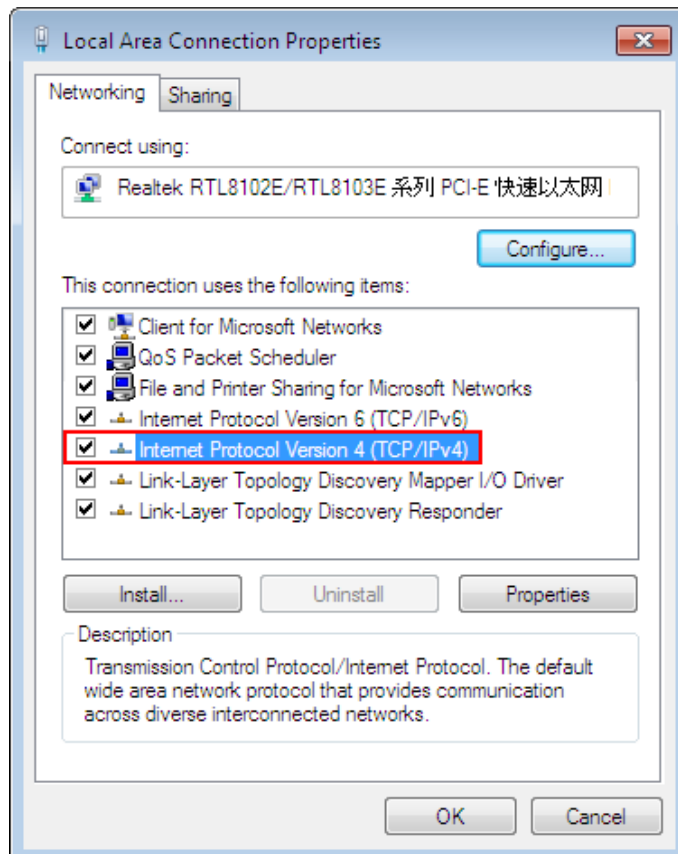 Local Area Connection Properties
Networking
Sharing
Connect using:
Realtek RTL8102E/RTL8103E 系列 PCI-E 快速以太网
Configure...
This connection uses the following items:
Client for Microsoft Networks
QoS Packet Scheduler
File and Printer Sharing for Microsoft Networks
Internet Protocol Version 6 (TCP/IPv6)
Internet Protocol Version 4 (TCP/IPv4)
Link-Layer Topology Discovery Mapper I/O Driver
Link-Layer Topology Discovery Responder
Install...
Uninstall
Properties
Description
Transmission Control Protocol/Internet Protocol. The default
wide area network protocol that provides communication
across diverse interconnected networks.
OK
Cancel